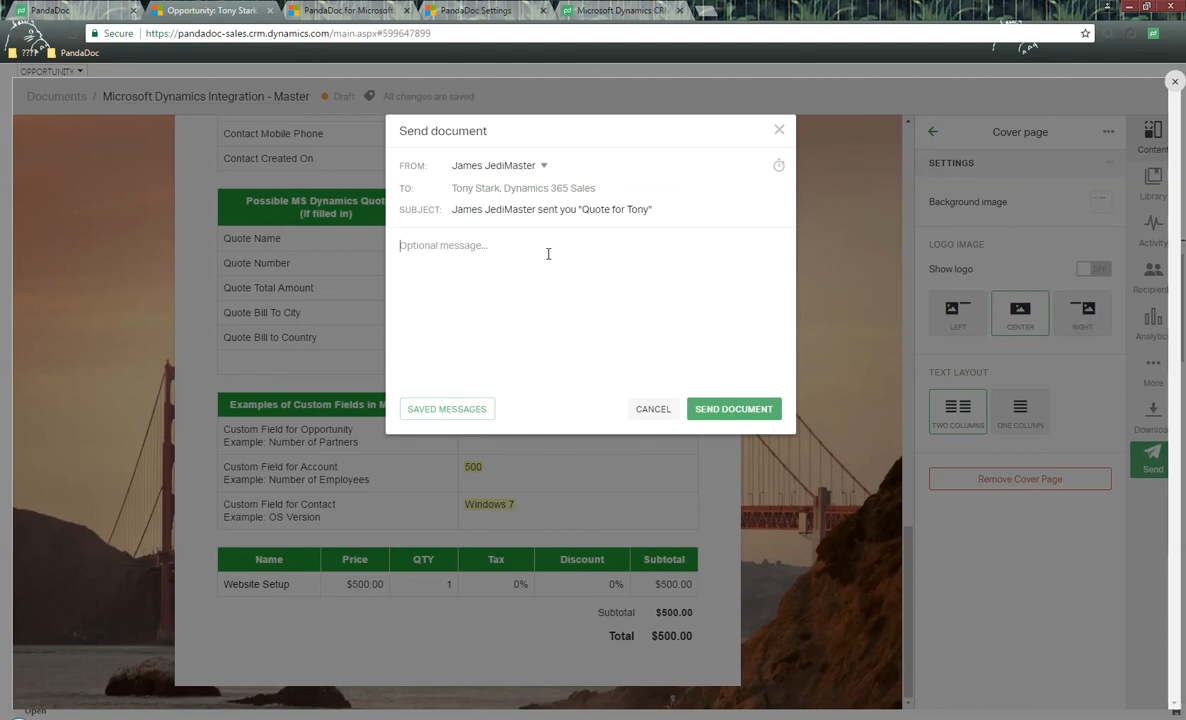 PandaDoc
Opportunity: Tony Stark
PandaDoc for Microsoft
PandaDoc Settings
Microsoft Dynamics CRM
Secure
https://pandadoc-sales.crm.dynamics.com/main.aspx#599647899
????
PandaDoc
OPPORTUNITY
Documents / Microsoft Dynamics Integration - Master
Draft
All changes are saved
Contact Mobile Phone
Contact Created On
Possible MS Dynamics Quo
(If filled in)
Quote Name
Quote Number
Quote Total Amount
Quote Bill To City
Quote Bill to Country
Examples of Custom Fields in M
Custom Field for Opportunity
Example: Number of Partners
Custom Field for Account
Example: Number of Employees
500
Custom Field for Contact
Example: OS Version
Windows 7
Name Price QTY Tax Discount Subtotal
Website Setup $500.00 1 0% 0% $500.00
Subtotal $500.00
Total $500.00
Send document
FROM: James JediMaster
TO: Tony Stark, Dynamics 365 Sales
SUBJECT: James JediMaster sent you "Quote for Tony"
Optional message...
SAVED MESSAGES
CANCEL
SEND DOCUMENT
Cover page
SETTINGS
Background image
LOGO IMAGE
Show logo
OFF
LEFT
CENTER
RIGHT
TEXT LAYOUT
TWO COLUMNS
ONE COLUMN
Remove Cover Page
Conten
Library
Activity
Recipient
Analytic
More
Downloa
Send
Open